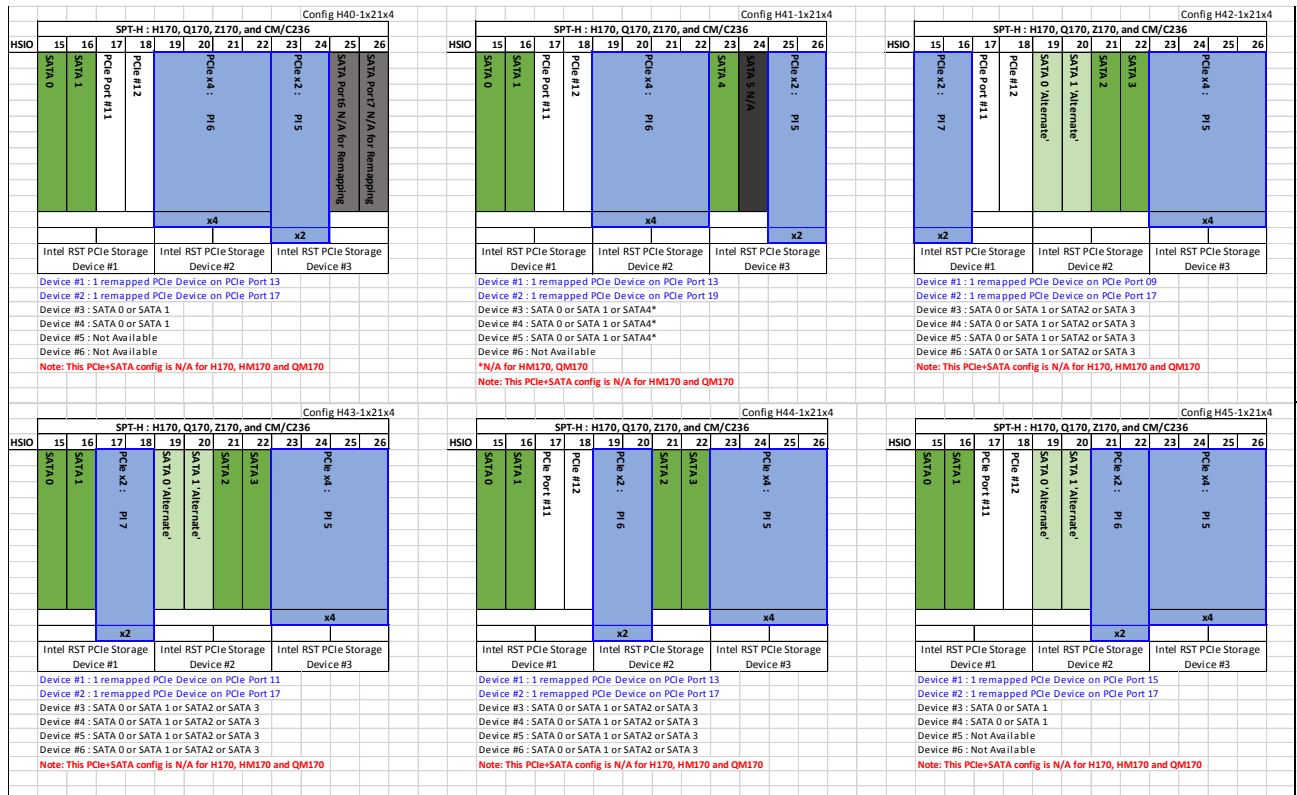 Config H40-1x21x4
SPT-H : H170, Q170, Z170, and CM/C236
HSIO 15 16 17 18 19 20 21 22 23 24 25 26
SATA 0
SATA 1
PCIe Port #11
PCIe #12
PCIe x4 : PI 6
PCIe x2 : PI 5
SATA Port6 N/A for Remapping
SATA Port7 N/A for Remapping
x4
x2
Intel RST PCIe Storage Device #1
Intel RST PCIe Storage Device #2
Intel RST PCIe Storage Device #3
Device #1 : 1 remapped PCIe Device on PCIe Port 13
Device #2 : 1 remapped PCIe Device on PCIe Port 17
Device #3 : SATA 0 or SATA 1
Device #4 : SATA 0 or SATA 1
Device #5 : Not Available
Device #6 : Not Available
Note: This PCIe+SATA config is N/A for H170, HM170 and QM170
Config H41-1x21x4
SPT-H : H170, Q170, Z170, and CM/C236
HSIO 15 16 17 18 19 20 21 22 23 24 25 26
SATA 0
SATA 1
PCIe Port #11
PCIe #12
PCIe x4 : PI 6
SATA 4
SATA 5 N/A
PCIe x2 : PI 5
x4
x2
Intel RST PCIe Storage Device #1
Intel RST PCIe Storage Device #2
Intel RST PCIe Storage Device #3
Device #1 : 1 remapped PCIe Device on PCIe Port 13
Device #2 : 1 remapped PCIe Device on PCIe Port 19
Device #3 : SATA 0 or SATA 1 or SATA4*
Device #4 : SATA 0 or SATA 1 or SATA4*
Device #5 : SATA 0 or SATA 1 or SATA4*
Device #6 : Not Available
*N/A for HM170, QM170
Note: This PCIe+SATA config is N/A for HM170 and QM170
Config H42-1x21x4
SPT-H : H170, Q170, Z170, and CM/C236
HSIO 15 16 17 18 19 20 21 22 23 24 25 26
PCIe x2 : PI 7
PCIe Port #11
PCIe #12
SATA 0 'Alternate'
SATA 1 'Alternate'
SATA 2
SATA 3
PCIe x4 : PI 5
x4
x2
Intel RST PCIe Storage Device #1
Intel RST PCIe Storage Device #2
Intel RST PCIe Storage Device #3
Device #1 : 1 remapped PCIe Device on PCIe Port 09
Device #2 : 1 remapped PCIe Device on PCIe Port 17
Device #3 : SATA 0 or SATA 1 or SATA2 or SATA 3
Device #4 : SATA 0 or SATA 1 or SATA2 or SATA 3
Device #5 : SATA 0 or SATA 1 or SATA2 or SATA 3
Device #6 : SATA 0 or SATA 1 or SATA2 or SATA 3
Note: This PCIe+SATA config is N/A for H170, HM170 and QM170
Config H43-1x21x4
SPT-H : H170, Q170, Z170, and CM/C236
HSIO 15 16 17 18 19 20 21 22 23 24 25 26
SATA 0
SATA 1
PCIe x2 : PI 7
SATA 0 'Alternate'
SATA 1 'Alternate'
SATA 2
SATA 3
PCIe x4 : PI 5
x4
x2
Intel RST PCIe Storage Device #1
Intel RST PCIe Storage Device #2
Intel RST PCIe Storage Device #3
Device #1 : 1 remapped PCIe Device on PCIe Port 11
Device #2 : 1 remapped PCIe Device on PCIe Port 17
Device #3 : SATA 0 or SATA 1 or SATA2 or SATA 3
Device #4 : SATA 0 or SATA 1 or SATA2 or SATA 3
Device #5 : SATA 0 or SATA 1 or SATA2 or SATA 3
Device #6 : SATA 0 or SATA 1 or SATA2 or SATA 3
Note: This PCIe+SATA config is N/A for H170, HM170 and QM170
Config H44-1x21x4
SPT-H : H170, Q170, Z170, and CM/C236
HSIO 15 16 17 18 19 20 21 22 23 24 25 26
SATA 0
SATA 1
PCIe Port #11
PCIe #12
PCIe x2 : PI 6
SATA 2
SATA 3
PCIe x4 : PI 5
x4
x2
Intel RST PCIe Storage Device #1
Intel RST PCIe Storage Device #2
Intel RST PCIe Storage Device #3
Device #1 : 1 remapped PCIe Device on PCIe Port 13
Device #2 : 1 remapped PCIe Device on PCIe Port 17
Device #3 : SATA 0 or SATA 1 or SATA2 or SATA 3
Device #4 : SATA 0 or SATA 1 or SATA2 or SATA 3
Device #5 : SATA 0 or SATA 1 or SATA2 or SATA 3
Device #6 : SATA 0 or SATA 1 or SATA2 or SATA 3
Note: This PCIe+SATA config is N/A for H170, HM170 and QM170
Config H45-1x21x4
SPT-H : H170, Q170, Z170, and CM/C236
HSIO 15 16 17 18 19 20 21 22 23 24 25 26
SATA 0
SATA 1
PCIe Port #11
PCIe #12
SATA 0 'Alternate'
SATA 1 'Alternate'
PCIe x2 : PI 6
PCIe x4 : PI 5
x4
x2
Intel RST PCIe Storage Device #1
Intel RST PCIe Storage Device #2
Intel RST PCIe Storage Device #3
Device #1 : 1 remapped PCIe Device on PCIe Port 15
Device #2 : 1 remapped PCIe Device on PCIe Port 17
Device #3 : SATA 0 or SATA 1
Device #4 : SATA 0 or SATA 1
Device #5 : Not Available
Device #6 : Not Available
Note: This PCIe+SATA config is N/A for H170, HM170 and QM170